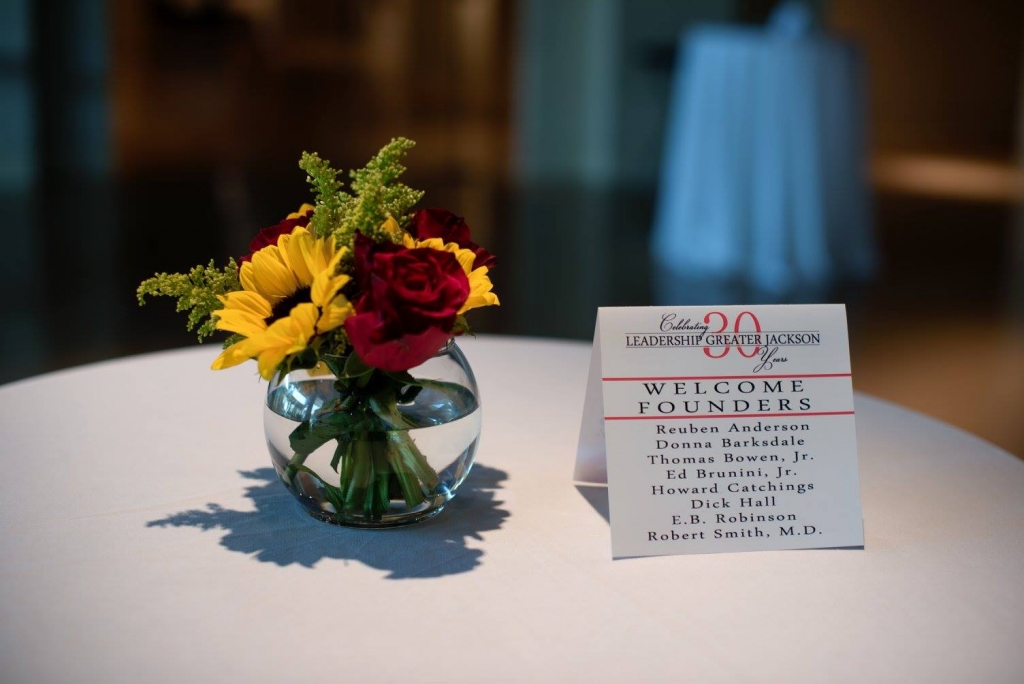 Celebrating 30
LEADERSHIP GREATER JACKSON
Years
WELCOME
FOUNDERS
Reuben Anderson
Donna Barksdale
Thomas Bowen, Jr.
Ed Brunini, Jr.
Howard Catchings
Dick Hall
E.B. Robinson
Robert Smith, M.D.